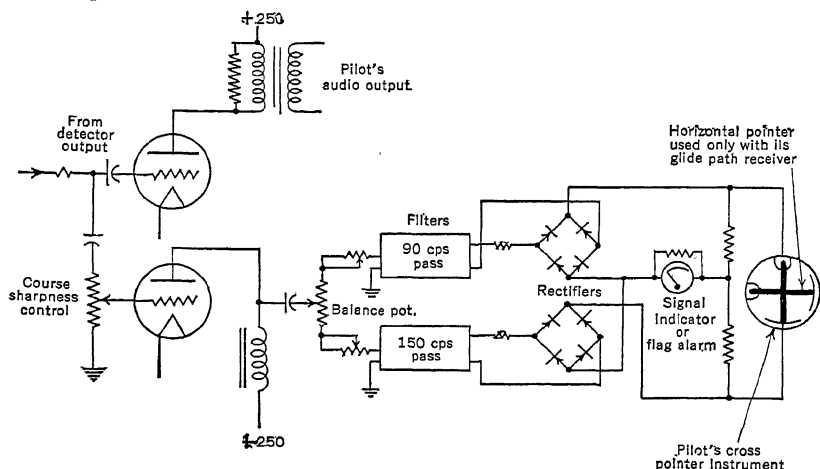 +250
Pilot's
audio output
From
detector
output
Horizontal pointer
used only with its
glide path receiver
Filters
90 cps
pass
Course
sharpness
control
Balance pot.
Rectifiers
Signal
indicator
or
flag alarm
150 cps
pass
+250
Pilot's cross
pointer instrument